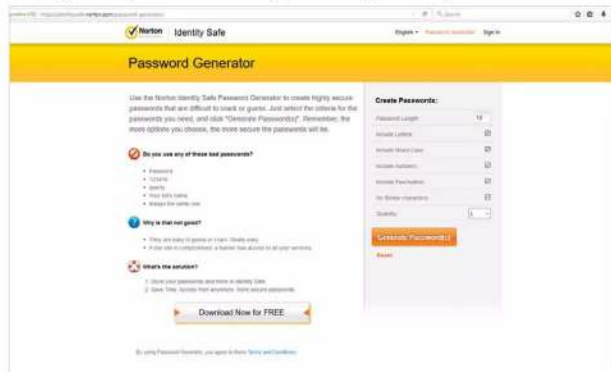 Search
Norton Identity Safe
English Password Generator Sign In
Password Generator
Use the Norton Identity Safe Password Generator to create highly secure
passwords that are difficult to crack or guess. Just select the criteria for the
passwords you need, and click "Generate Password(s)". Remember, the
more options you choose, the more secure the passwords will be.
Do you use any of these bad passwords?
Password
123456
qwerty
Your kid's name
Always the same one
Why is that not good?
They are easy to guess or crack. Really easy.
If one site is compromised, a hacker has access to all your services.
What's the solution?
1. Store your passwords and more in Identity Safe
2. Save Time. Access from anywhere. More secure passwords.
Download Now for FREE
By using Password Generator, you agree to these Terms and Conditions
Create Passwords:
Password Length:
Include Letters:
Include Mixed Case:
Include Numbers:
Include Punctuation:
No Similar Characters:
Quantity:
Generate Password(s)
Reset